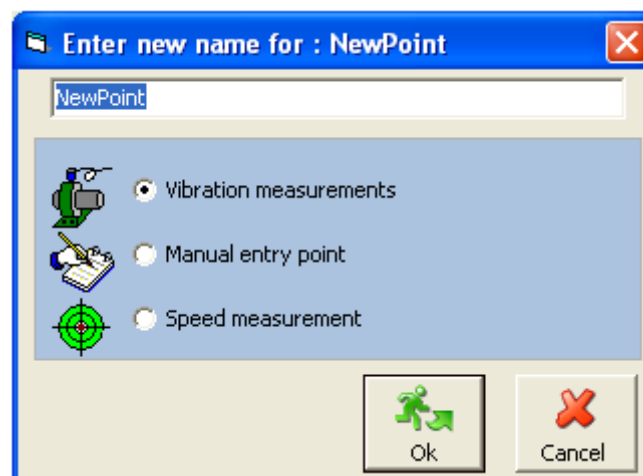 Enter new name for : NewPoint
NewPoint
Vibration measurements
Manual entry point
Speed measurement
Ok
Cancel